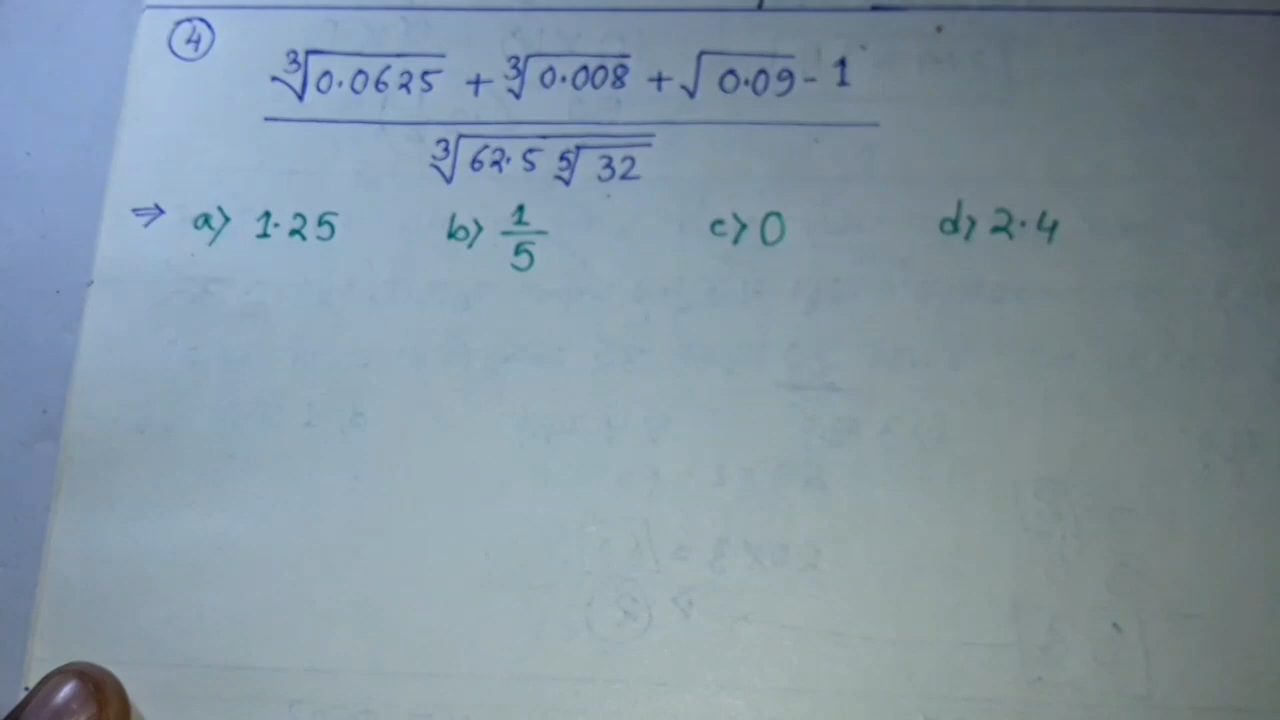 4
∛0.0625 + ∛0.008 + √0.09 - 1
∛62.5 ⁵√32
⇒ a) 1.25 b) 1/5 c) 0 d) 2.4